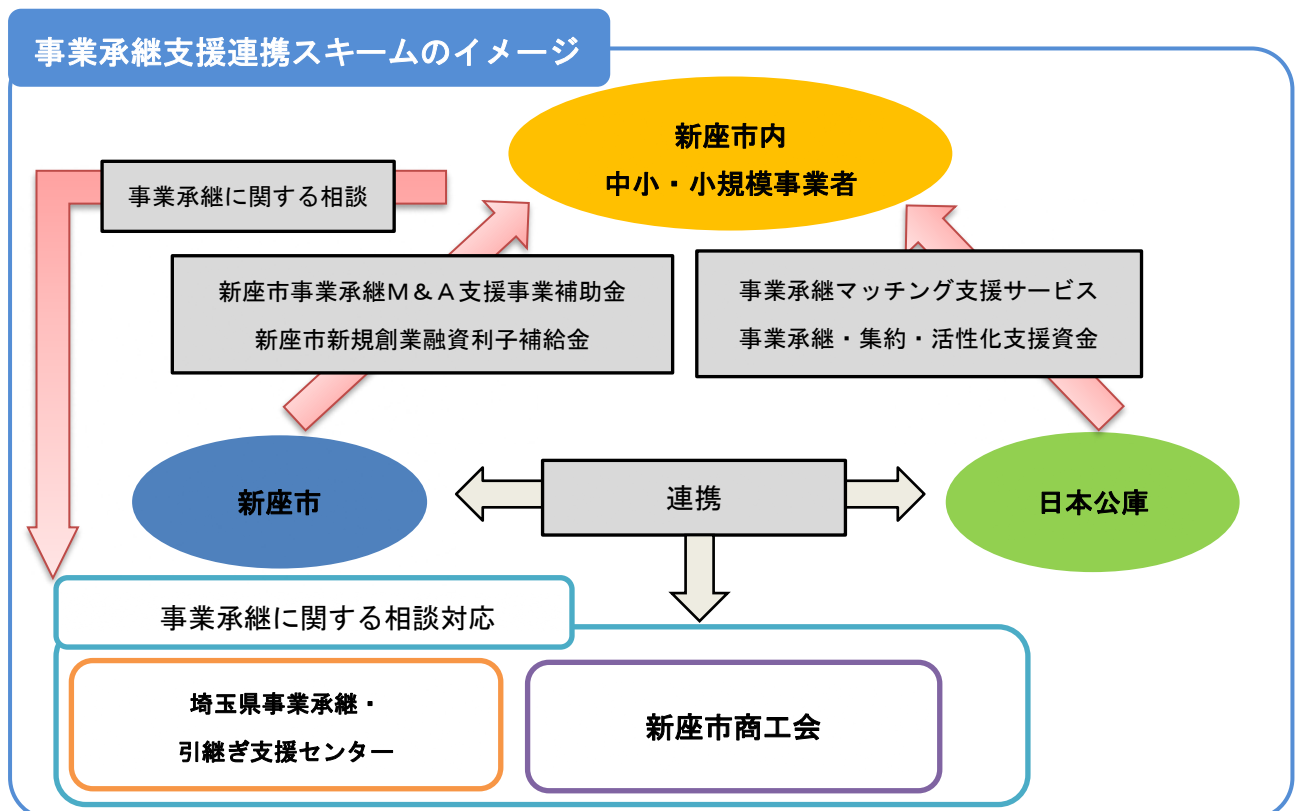 事業承継支援連携スキームのイメージ
新座市内
中小・小規模事業者
事業承継に関する相談
新座市事業承継Ｍ＆Ａ支援事業補助金
新座市新規創業融資利子補給金
事業承継マッチング支援サービス
事業承継・集約・活性化支援資金
新座市
連携
日本公庫
事業承継に関する相談対応
埼玉県事業承継・
引継ぎ支援センター
新座市商工会